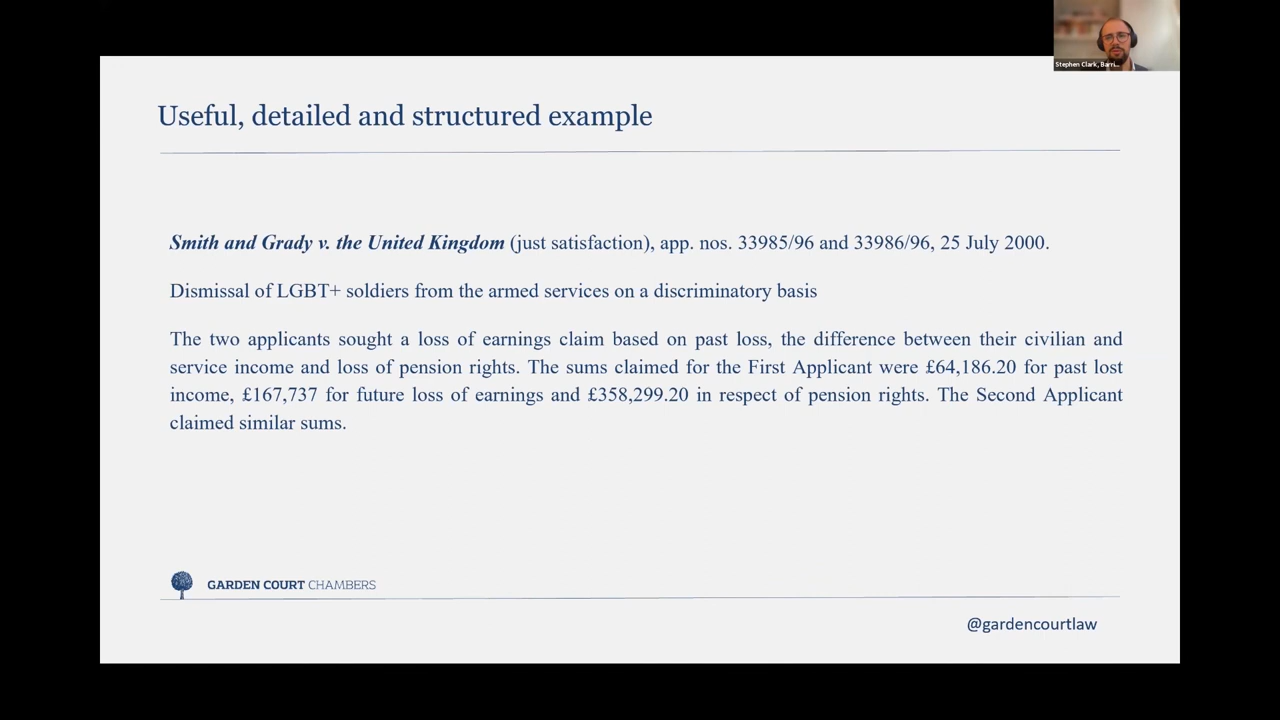 Stephen Clark, Barri...
Useful, detailed and structured example
Smith and Grady v. the United Kingdom (just satisfaction), app. nos. 33985/96 and 33986/96, 25 July 2000.
Dismissal of LGBT+ soldiers from the armed services on a discriminatory basis
The two applicants sought a loss of earnings claim based on past loss, the difference between their civilian and
service income and loss of pension rights. The sums claimed for the First Applicant were £64,186.20 for past lost
income, £167,737 for future loss of earnings and £358,299.20 in respect of pension rights. The Second Applicant
claimed similar sums.
GARDEN COURT CHAMBERS
@gardencourtlaw